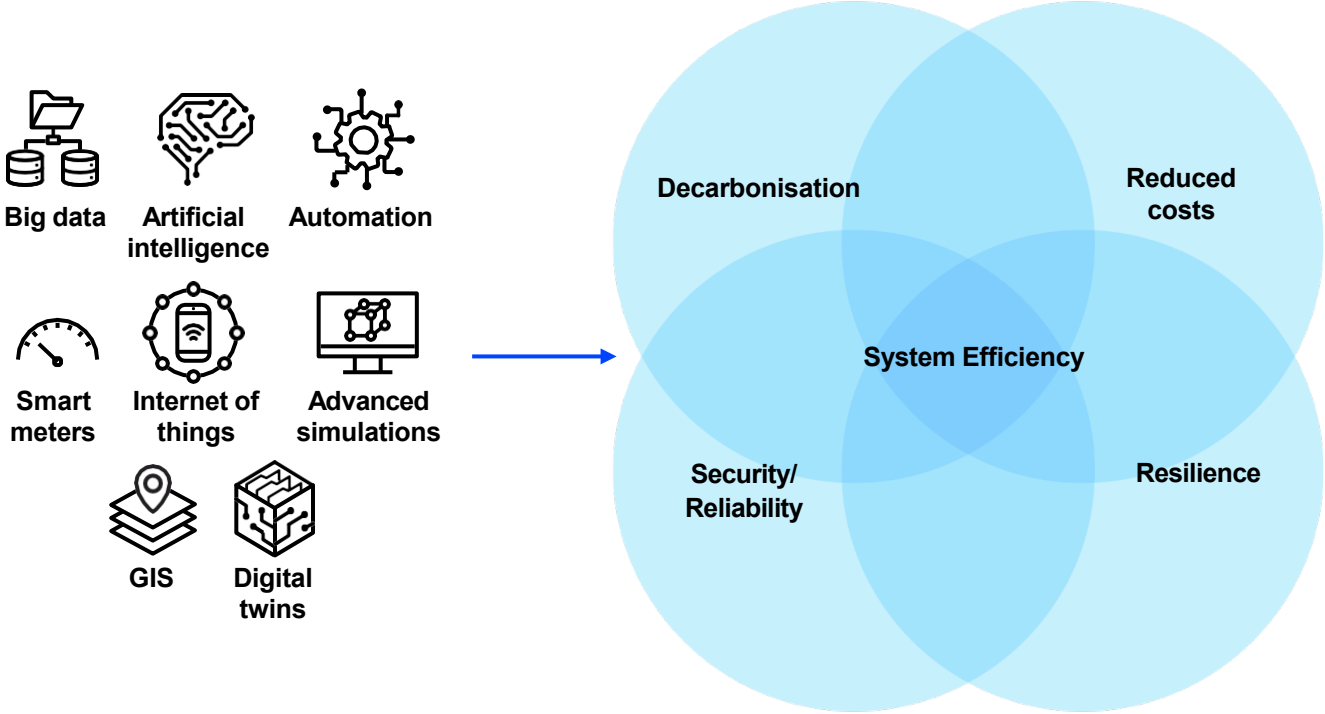 Big data
Artificial
intelligence
Automation
Smart
meters
Internet of
things
Advanced
simulations
GIS
Digital
twins
Decarbonisation
Reduced
costs
System Efficiency
Security/
Reliability
Resilience